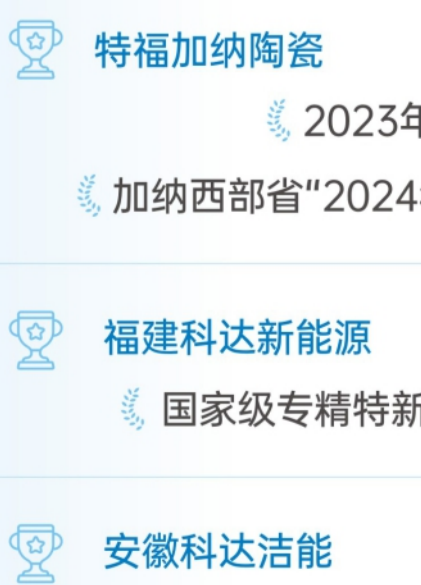 特福加纳陶瓷
2023年
加纳西部省“2024
福建科达新能源
国家级专精特新
安徽科达洁能